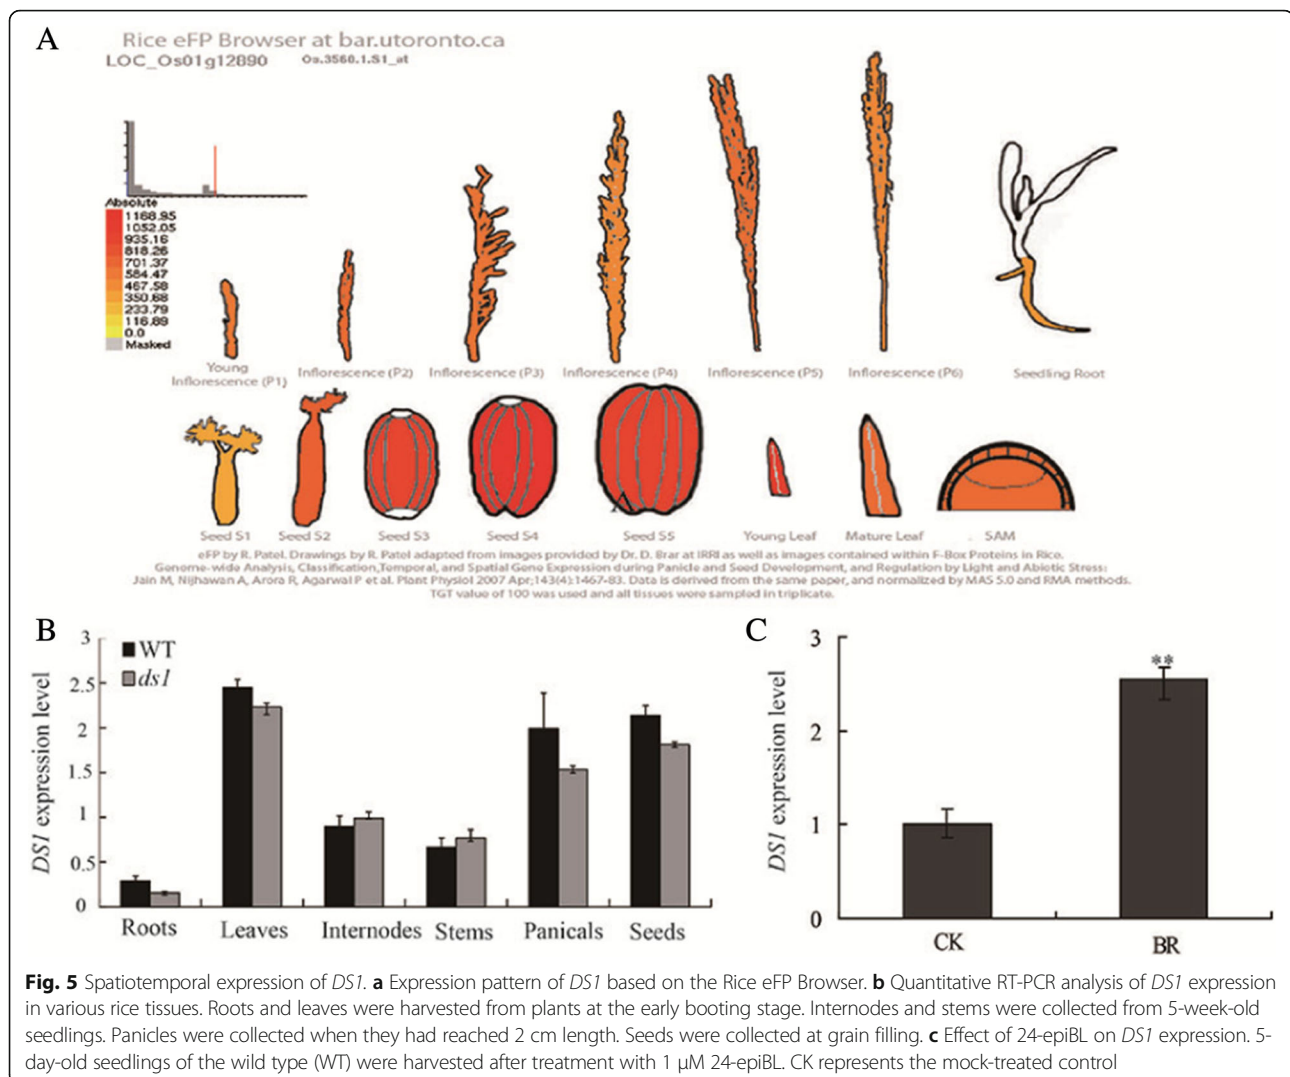 A
Rice eFP Browser at bar.utoronto.ca
LOC_Os01g12890 Os.3560.1.S1_at
Absolute
1168.95
1052.05
935.16
818.26
701.37
584.47
467.58
350.68
233.79
116.89
0.0
Masked
Young
Inflorescence (P1)
Inflorescence (P2)
Inflorescence (P3)
Inflorescence (P4)
Inflorescence (P5)
Inflorescence (P6)
Seedling Root
Seed S1
Seed S2
Seed S3
Seed S4
Seed S5
Young Leaf
Mature Leaf
SAM
eFP by R. Patel. Drawings by R. Patel adapted from images provided by Dr. D. Brar at IRRI as well as images contained within F-Box Proteins in Rice.
Genome-wide Analysis, Classification,Temporal, and Spatial Gene Expression during Panicle and Seed Development, and Regulation by Light and Abiotic Stress:
Jain M, Nijhawan A, Arora R, Agarwal P et al. Plant Physiol 2007 Apr;143(4):1467-83. Data is derived from the same paper, and normalized by MAS 5.0 and RMA methods.
TGT value of 100 was used and all tissues were sampled in triplicate.
B
DS1 expression level
3
2.5
2
1.5
1
0.5
0
WT
ds1
Roots
Leaves
Internodes
Stems
Panicals
Seeds
C
DS1 expression level
3
2
1
0
**
CK
BR
Fig. 5 Spatiotemporal expression of DS1. a Expression pattern of DS1 based on the Rice eFP Browser. b Quantitative RT-PCR analysis of DS1 expression
in various rice tissues. Roots and leaves were harvested from plants at the early booting stage. Internodes and stems were collected from 5-week-old
seedlings. Panicles were collected when they had reached 2 cm length. Seeds were collected at grain filling. c Effect of 24-epiBL on DS1 expression. 5-
day-old seedlings of the wild type (WT) were harvested after treatment with 1 μM 24-epiBL. CK represents the mock-treated control